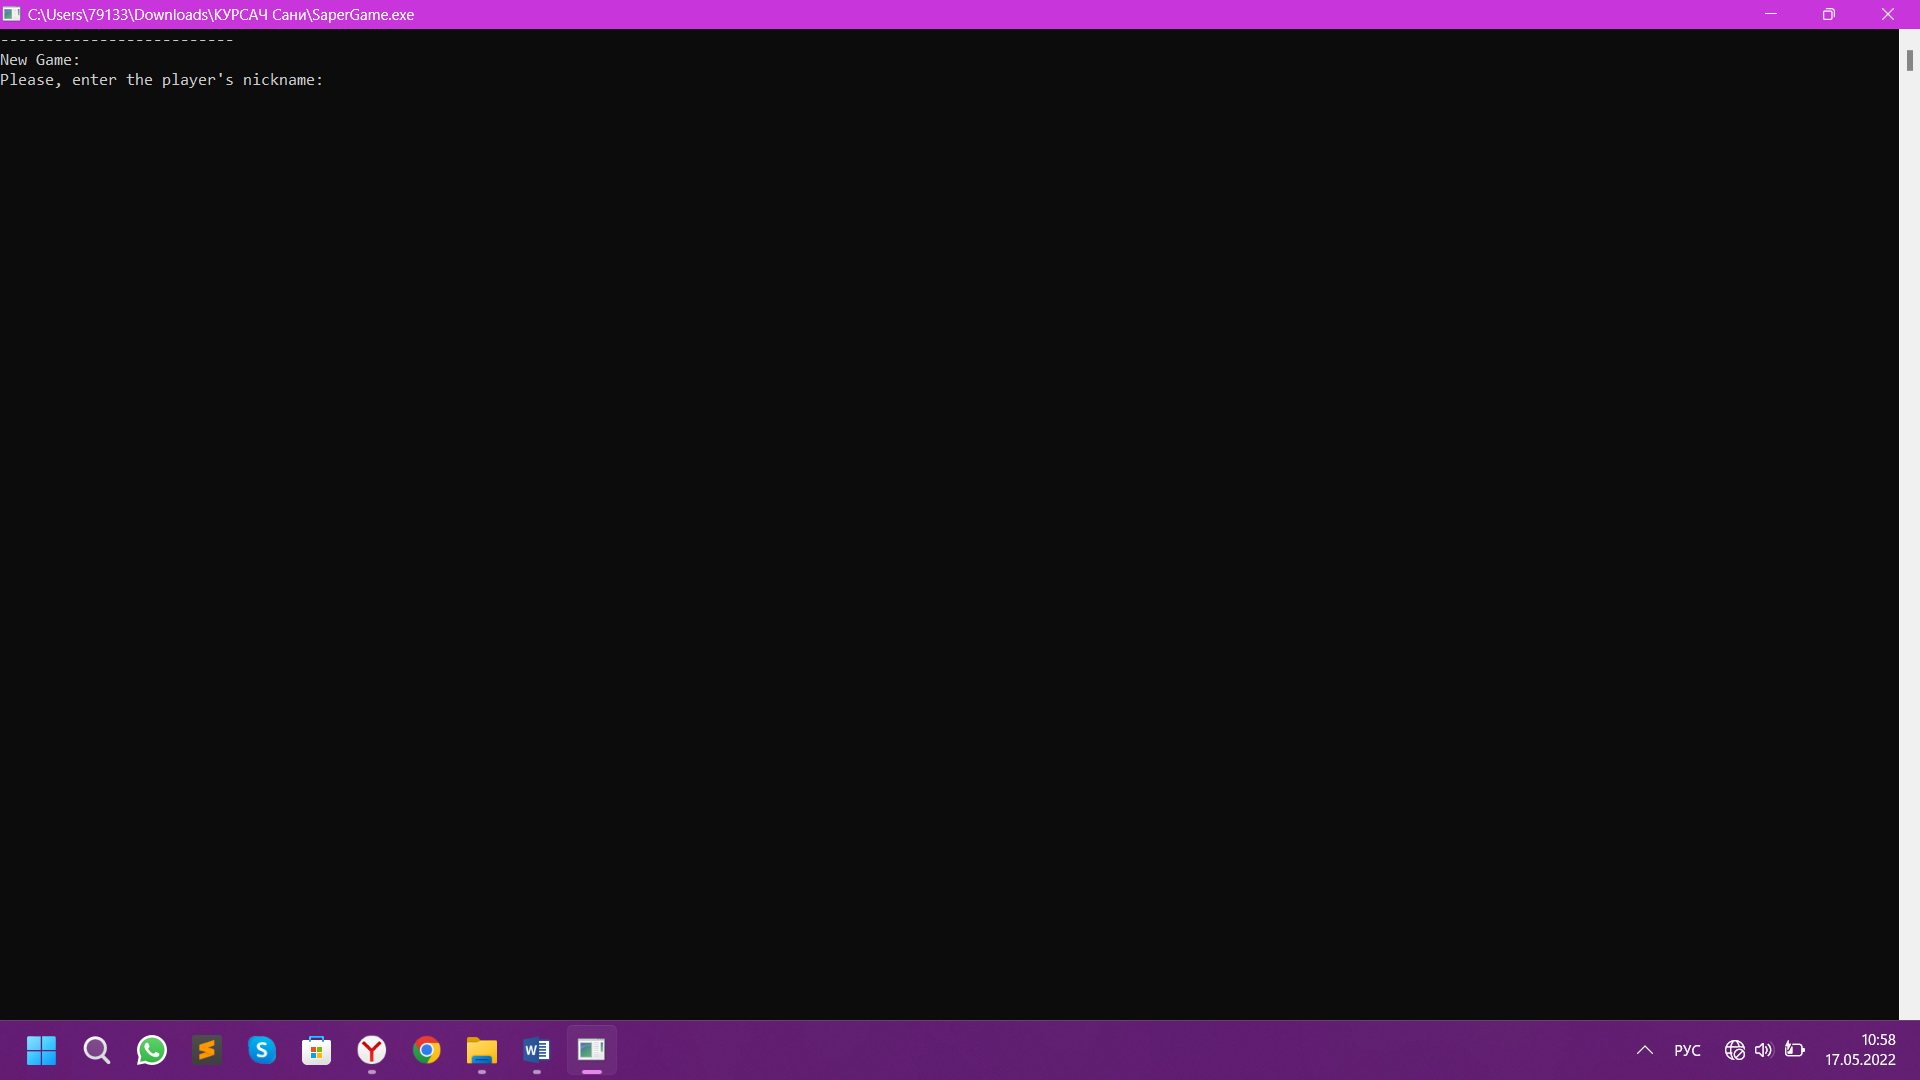 C:\Users\79133\Downloads\КУРСАЧ Сани\SaperGame.exe
--------------------------
New Game:
Please, enter the player's nickname:
РУС
10:58
17.05.2022